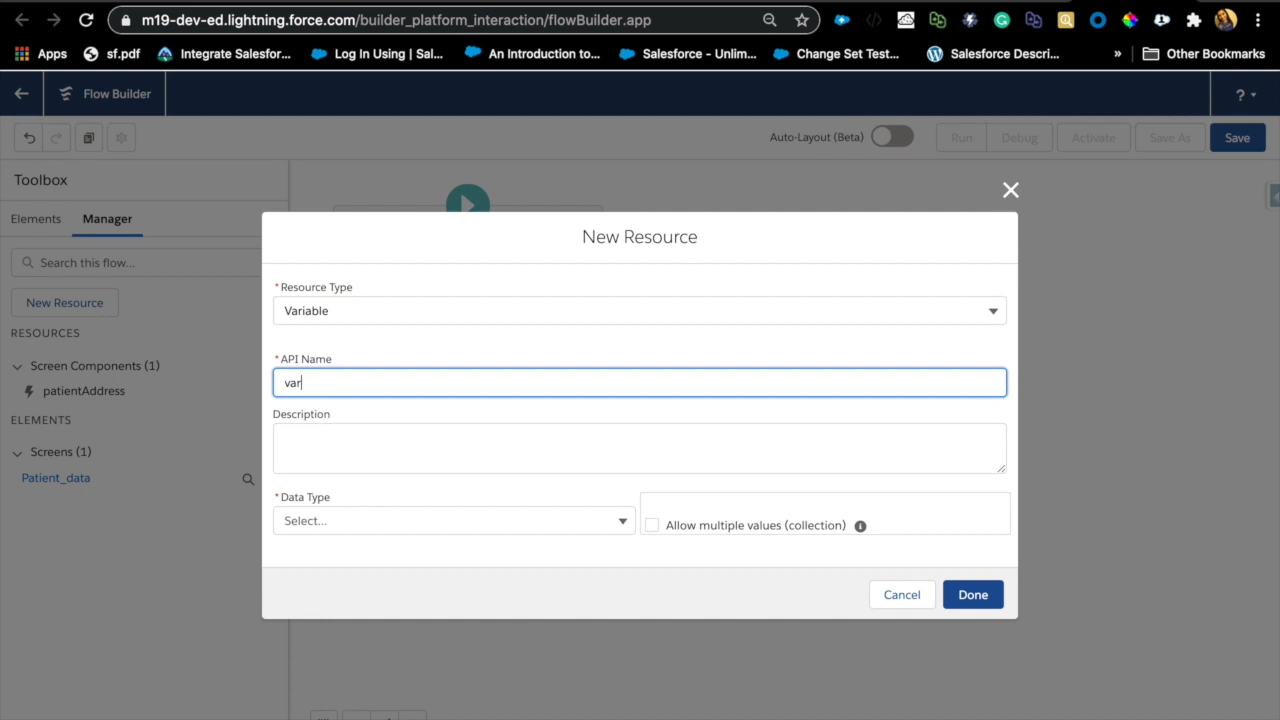 m19-dev-ed.lightning.force.com/builder_platform_interaction/flowBuilder.app
Apps sf.pdf Integrate Salesfor... Log In Using | Sal... An Introduction to... Salesforce - Unlim... Change Set Test... Salesforce Descri... » Other Bookmarks
Flow Builder ?
Auto-Layout (Beta) Run Debug Activate Save As Save
Toolbox
Elements Manager
Search this flow...
New Resource
RESOURCES
Screen Components (1)
patientAddress
ELEMENTS
Screens (1)
Patient_data
New Resource
* Resource Type
Variable
* API Name
var
Description
* Data Type
Select...
Allow multiple values (collection)
Cancel Done